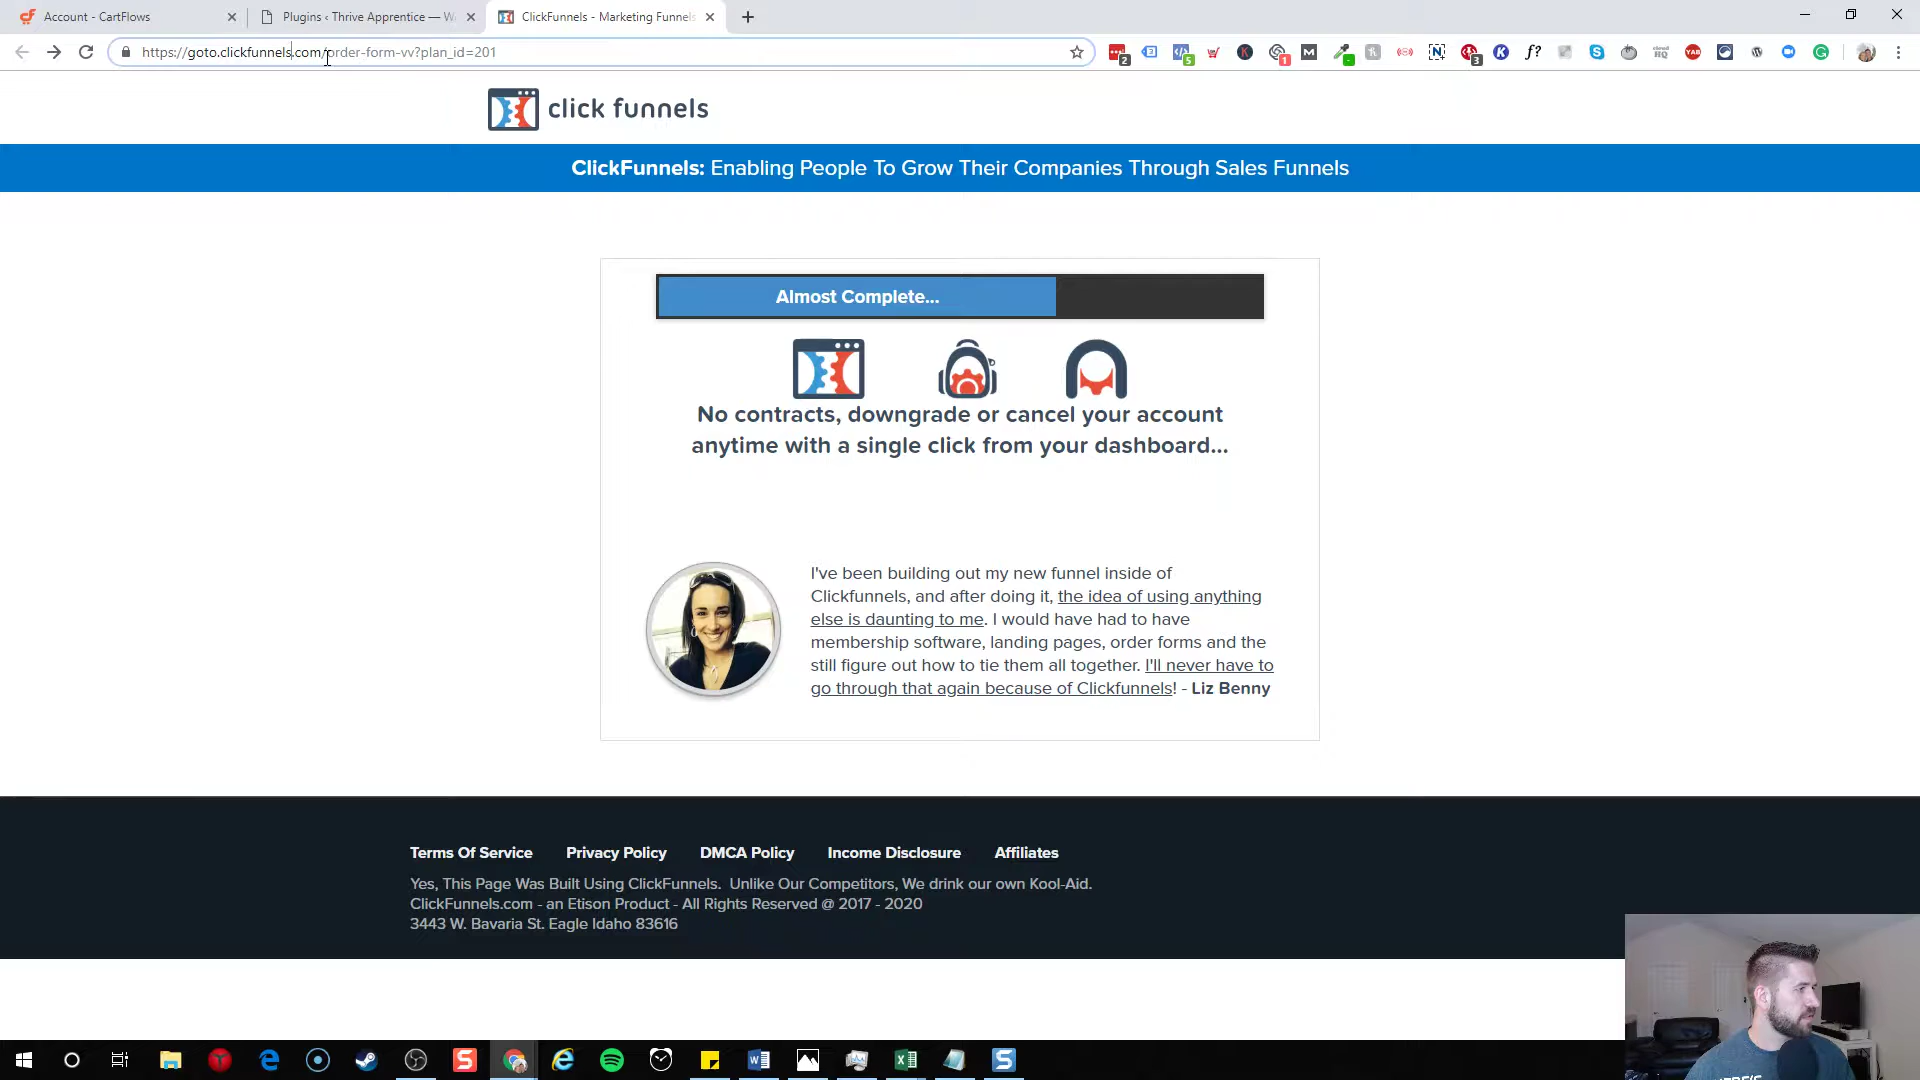 Account - CartFlows
Plugins ‹ Thrive Apprentice — W
ClickFunnels - Marketing Funnels
https://goto.clickfunnels.com/order-form-vv?plan_id=201
click funnels
ClickFunnels: Enabling People To Grow Their Companies Through Sales Funnels
Almost Complete...
No contracts, downgrade or cancel your account
anytime with a single click from your dashboard...
I've been building out my new funnel inside of
Clickfunnels, and after doing it, the idea of using anything
else is daunting to me. I would have had to have
membership software, landing pages, order forms and the
still figure out how to tie them all together. I'll never have to
go through that again because of Clickfunnels! - Liz Benny
Terms Of Service Privacy Policy DMCA Policy Income Disclosure Affiliates
Yes, This Page Was Built Using ClickFunnels. Unlike Our Competitors, We drink our own Kool-Aid.
ClickFunnels.com - an Etison Product - All Rights Reserved @ 2017 - 2020
3443 W. Bavaria St. Eagle Idaho 83616